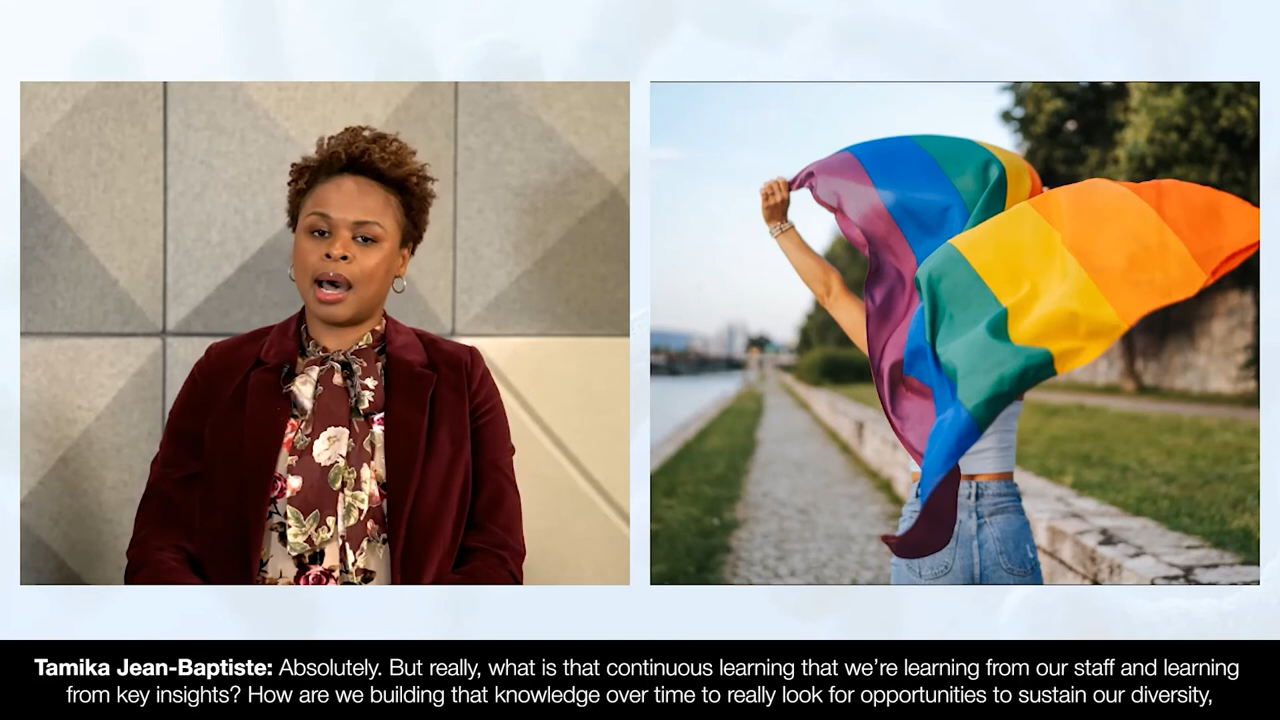 Tamika Jean-Baptiste: Absolutely. But really, what is that continuous learning that we’re learning from our staff and learning
from key insights? How are we building that knowledge over time to really look for opportunities to sustain our diversity,